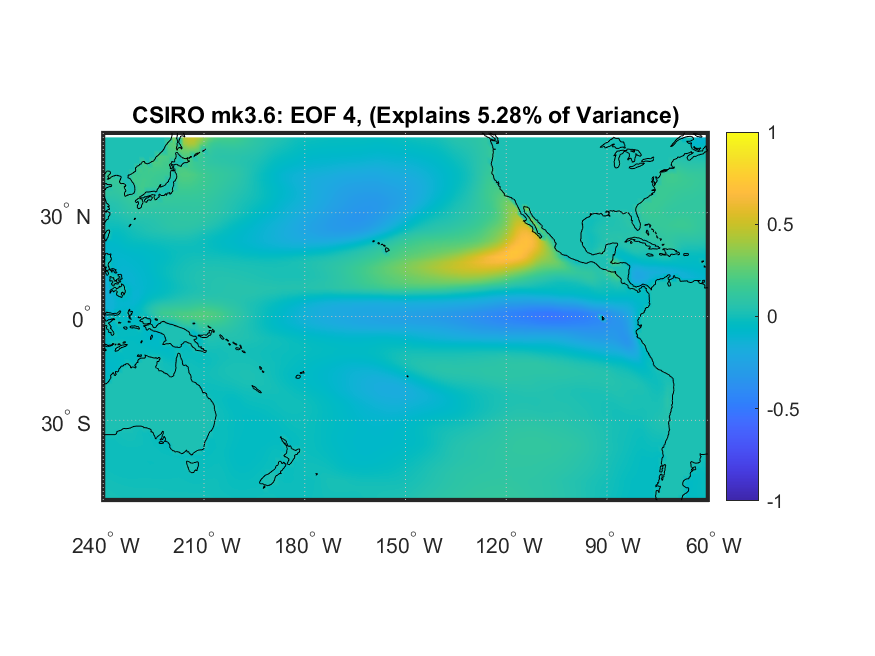 CSIRO mk3.6: EOF 4, (Explains 5.28% of Variance)
1
0.5
0
-0.5
-1
30° N
0°
30° S
240° W 210° W 180° W 150° W 120° W 90° W 60° W